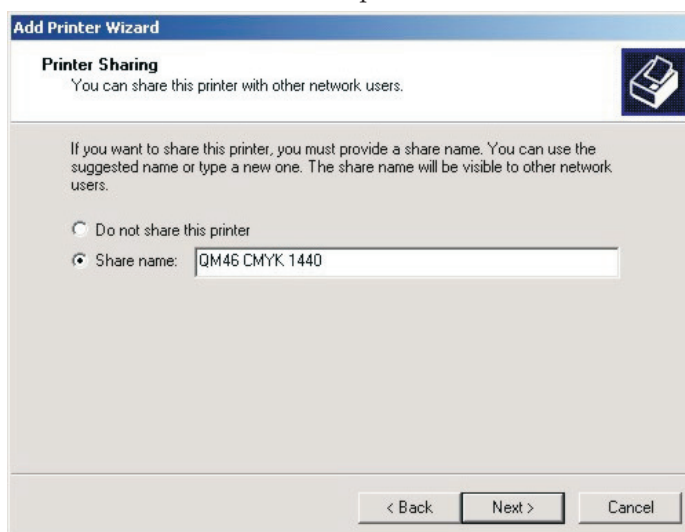 Add Printer Wizard
Printer Sharing
You can share this printer with other network users.
If you want to share this printer, you must provide a share name. You can use the
suggested name or type a new one. The share name will be visible to other network
users.
Do not share this printer
Share name: QM46 CMYK 1440
< Back Next > Cancel